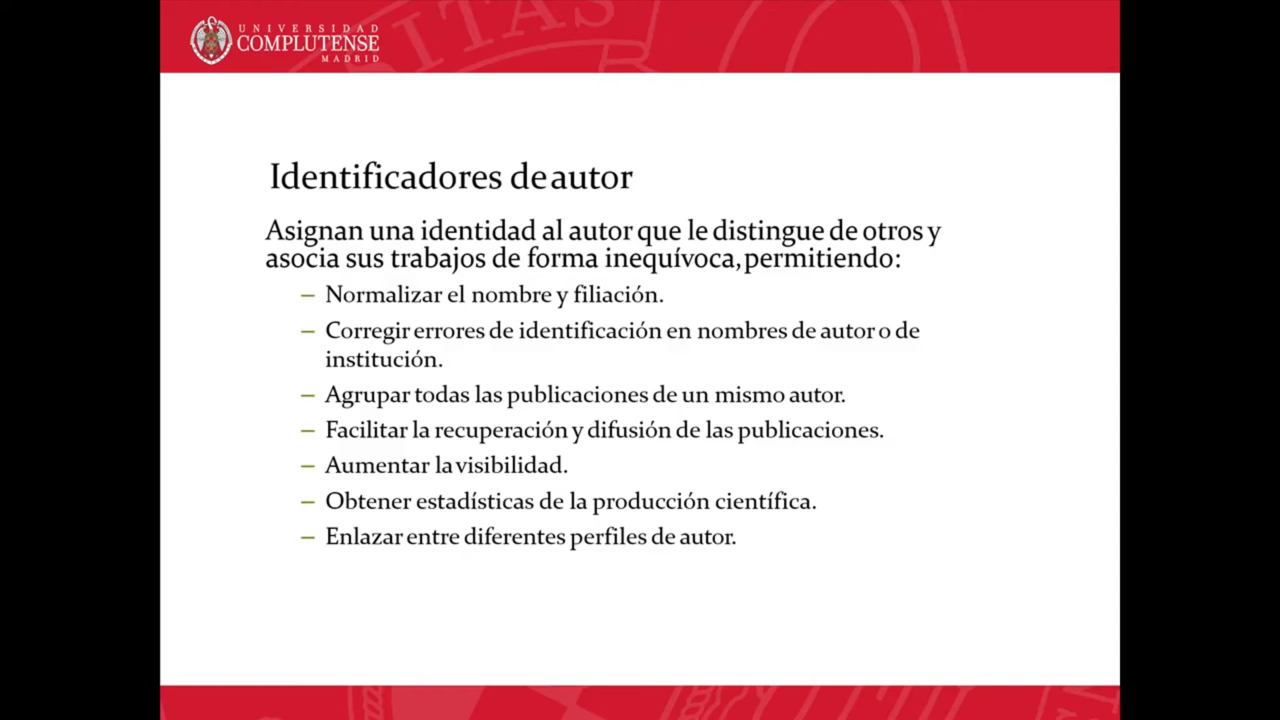 UNIVERSIDAD
COMPLUTENSE
MADRID
ITAS
Identificadores de autor
Asignan una identidad al autor que le distingue de otros y
asocia sus trabajos de forma inequívoca, permitiendo:
– Normalizar el nombre y filiación.
– Corregir errores de identificación en nombres de autor o de
institución.
– Agrupar todas las publicaciones de un mismo autor.
– Facilitar la recuperación y difusión de las publicaciones.
– Aumentar la visibilidad.
– Obtener estadísticas de la producción científica.
– Enlazar entre diferentes perfiles de autor.